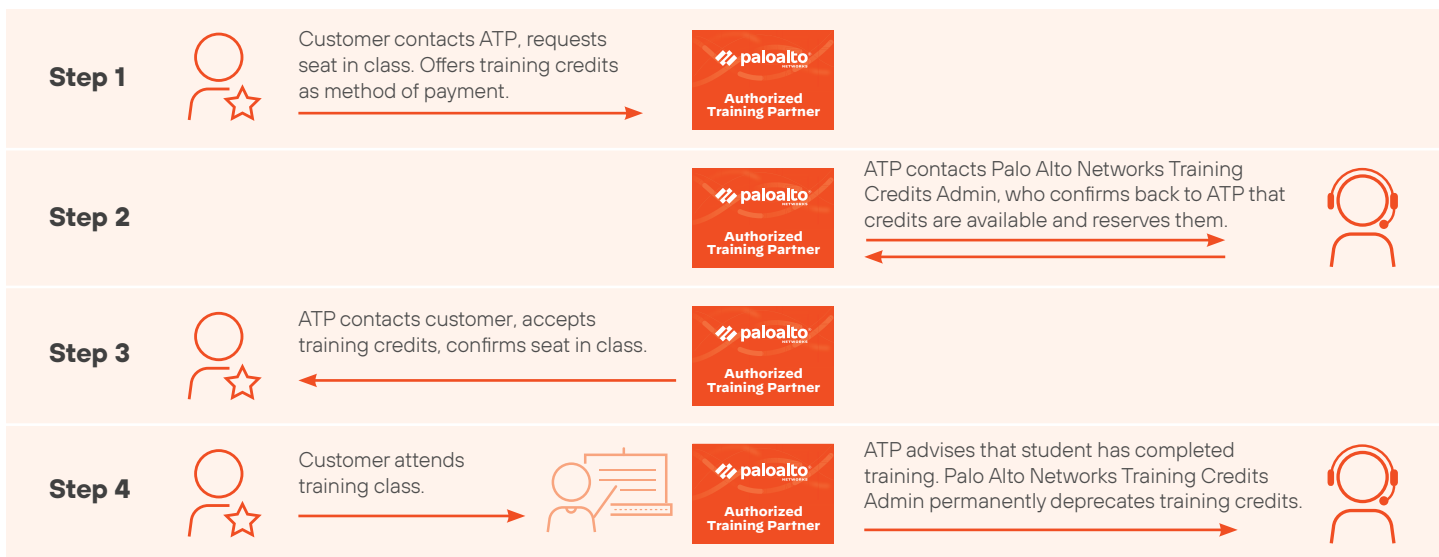 Step 1
Customer contacts ATP, requests
seat in class. Offers training credits
as method of payment.
paloalto
NETWORKS
Authorized
Training Partner
Step 2
paloalto
NETWORKS
Authorized
Training Partner
ATP contacts Palo Alto Networks Training
Credits Admin, who confirms back to ATP that
credits are available and reserves them.
Step 3
ATP contacts customer, accepts
training credits, confirms seat in class.
paloalto
NETWORKS
Authorized
Training Partner
Step 4
Customer attends
training class.
paloalto
NETWORKS
Authorized
Training Partner
ATP advises that student has completed
training. Palo Alto Networks Training Credits
Admin permanently deprecates training credits.